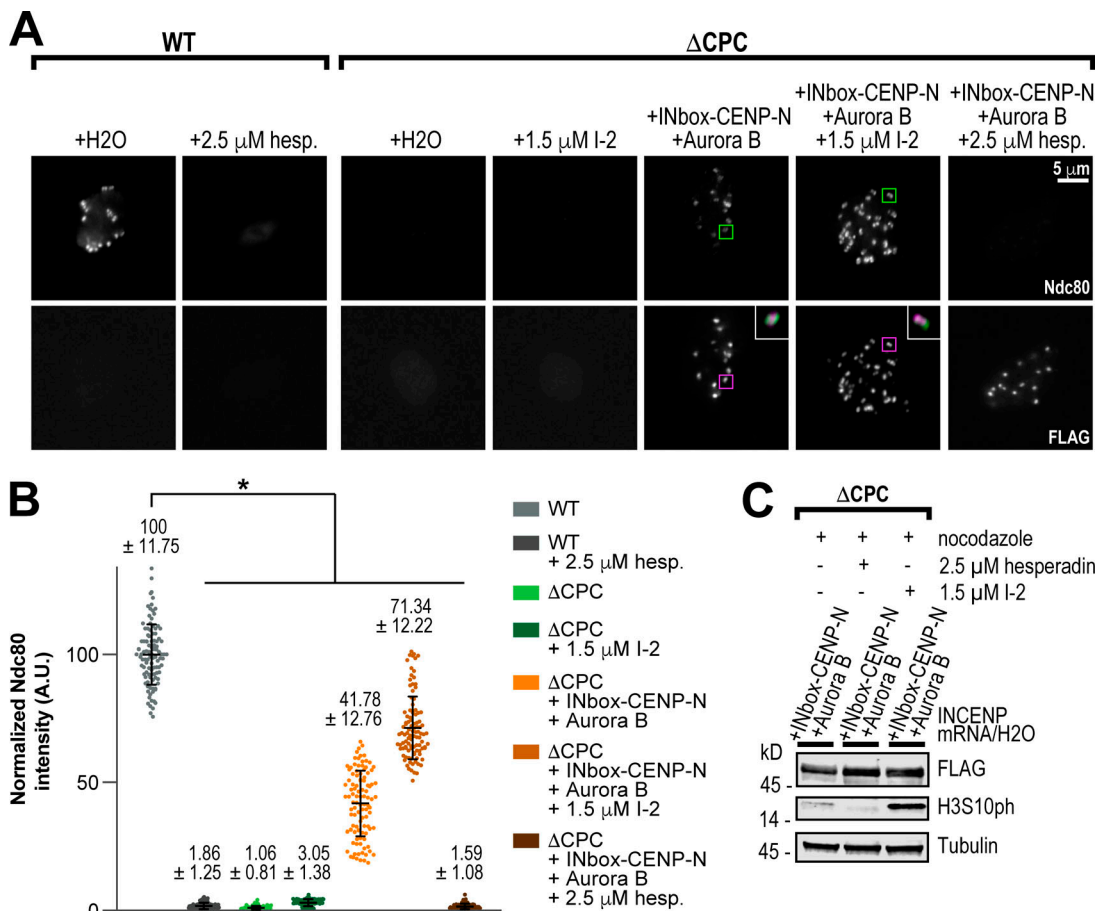 A
WT
ΔCPC
+H2O
+2.5 µM hesp.
+H2O
+1.5 µM I-2
+INbox-CENP-N
+Aurora B
+INbox-CENP-N
+Aurora B
+1.5 µM I-2
+INbox-CENP-N
+Aurora B
+2.5 µM hesp.
5 µm
Ndc80
FLAG
B
Normalized Ndc80
intensity (A.U.)
100
50
0
100
± 11.75
*
1.86
± 1.25
1.06
± 0.81
3.05
± 1.38
41.78
± 12.76
71.34
± 12.22
1.59
± 1.08
WT
WT
+ 2.5 µM hesp.
ΔCPC
ΔCPC
+ 1.5 µM I-2
ΔCPC
+ INbox-CENP-N
+ Aurora B
ΔCPC
+ INbox-CENP-N
+ Aurora B
+ 1.5 µM I-2
ΔCPC
+ INbox-CENP-N
+ Aurora B
+ 2.5 µM hesp.
C
ΔCPC
+ + + nocodazole
- + - 2.5 µM hesperadin
- - + 1.5 µM I-2
+INbox-CENP-N
+Aurora B
+INbox-CENP-N
+Aurora B
+INbox-CENP-N
+Aurora B
INCENP
mRNA/H2O
kD
45 -
FLAG
14 -
H3S10ph
45 -
Tubulin